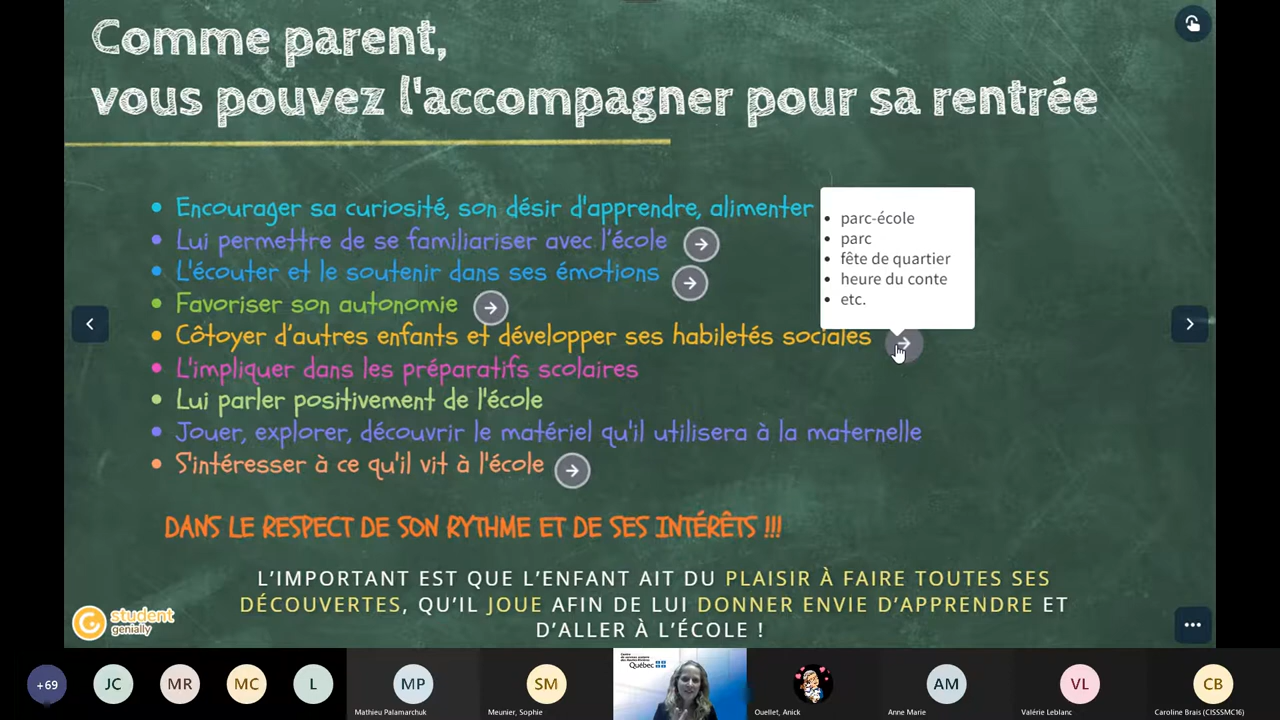 Comme parent,
vous pouvez l'accompagner pour sa rentrée
Encourager sa curiosité, son désir d'apprendre, alimenter
Lui permettre de se familiariser avec l'école
L'écouter et le soutenir dans ses émotions
Favoriser son autonomie
Côtoyer d'autres enfants et développer ses habiletés sociales
parc-école
parc
fête de quartier
heure du conte
etc.
L'impliquer dans les préparatifs scolaires
Lui parler positivement de l'école
Jouer, explorer, découvrir le matériel qu'il utilisera à la maternelle
S'intéresser à ce qu'il vit à l'école
DANS LE RESPECT DE SON RYTHME ET DE SES INTÉRÊTS !!!
L'IMPORTANT EST QUE L'ENFANT AIT DU PLAISIR À FAIRE TOUTES SES
DÉCOUVERTES, QU'IL JOUE AFIN DE LUI DONNER ENVIE D'APPRENDRE ET
D'ALLER À L'ÉCOLE !
student
genially
+69
JC
MR
MC
L
MP
Mathieu Palamarchuk
SM
Meunier, Sophie
Québec
Ouellet, Anick
AM
Anne Marie
VL
Valérie Leblanc
CB
Caroline Brais (CISSSMC16)